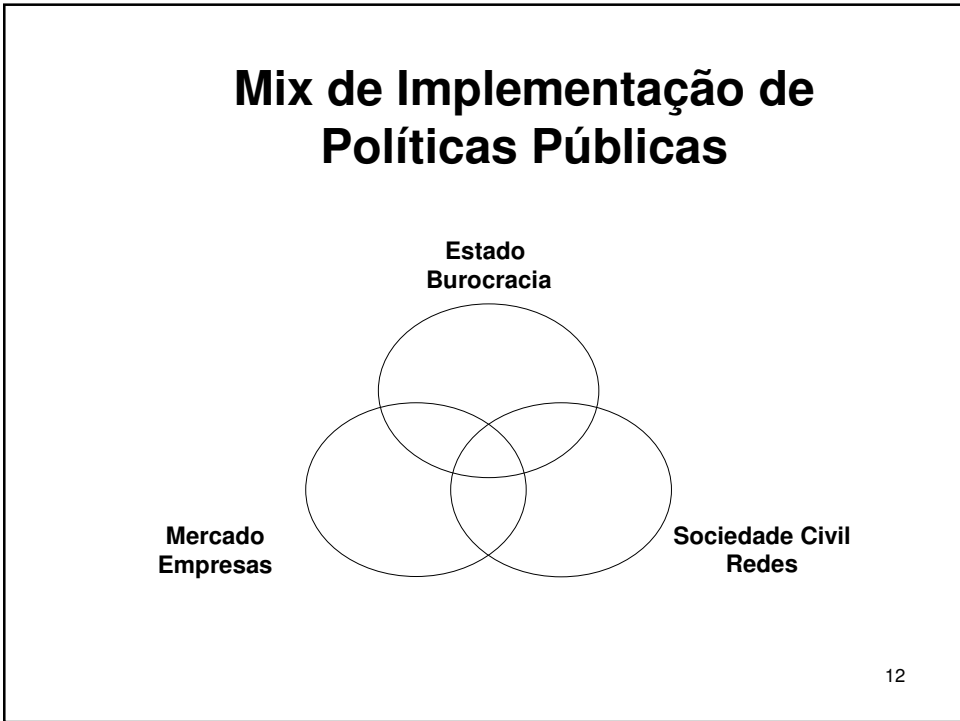 Mix de Implementação de
Políticas Públicas
Estado
Burocracia
Mercado
Empresas
Sociedade Civil
Redes
12